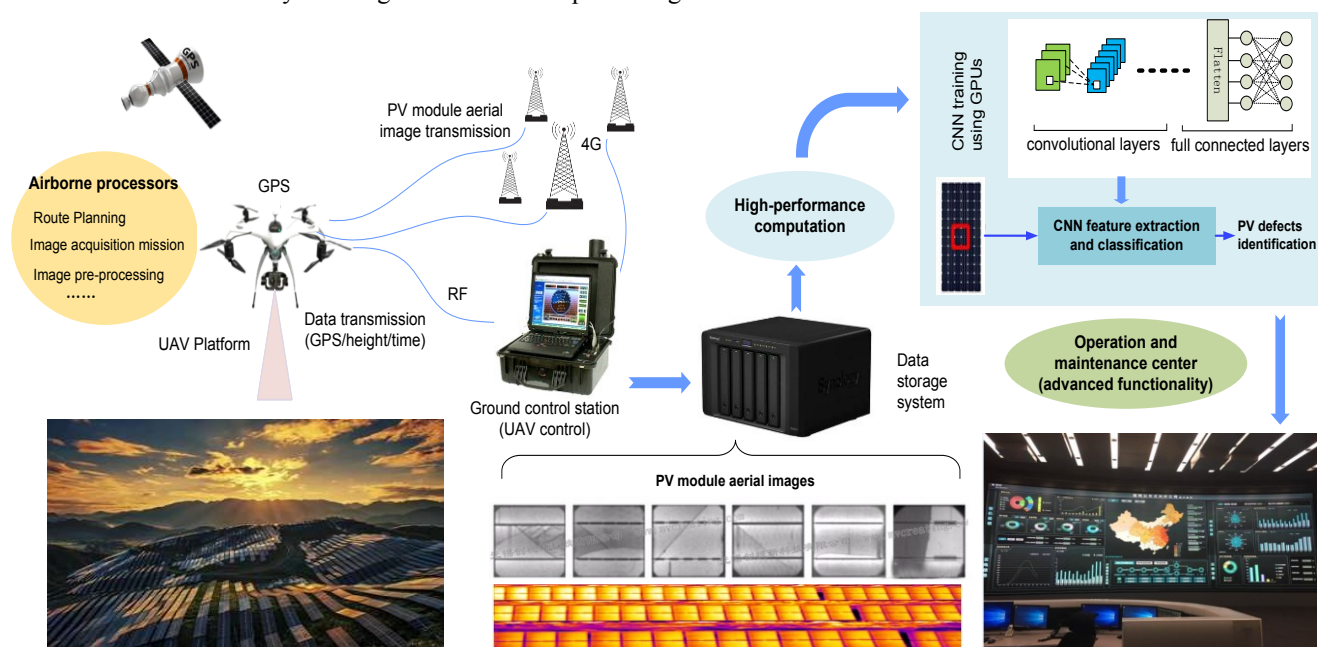 GPS
PV module aerial
image transmission
4G
Airborne processors
Route Planning
Image acquisition mission
Image pre-processing
......
GPS
UAV Platform
Data transmission
(GPS/height/time)
RF
Ground control station
(UAV control)
Data
storage
system
High-performance
computation
CNN training
using GPUs
Flatten
convolutional layers
full connected layers
CNN feature extraction
and classification
PV defects
identification
Operation and
maintenance center
(advanced functionality)
PV module aerial images